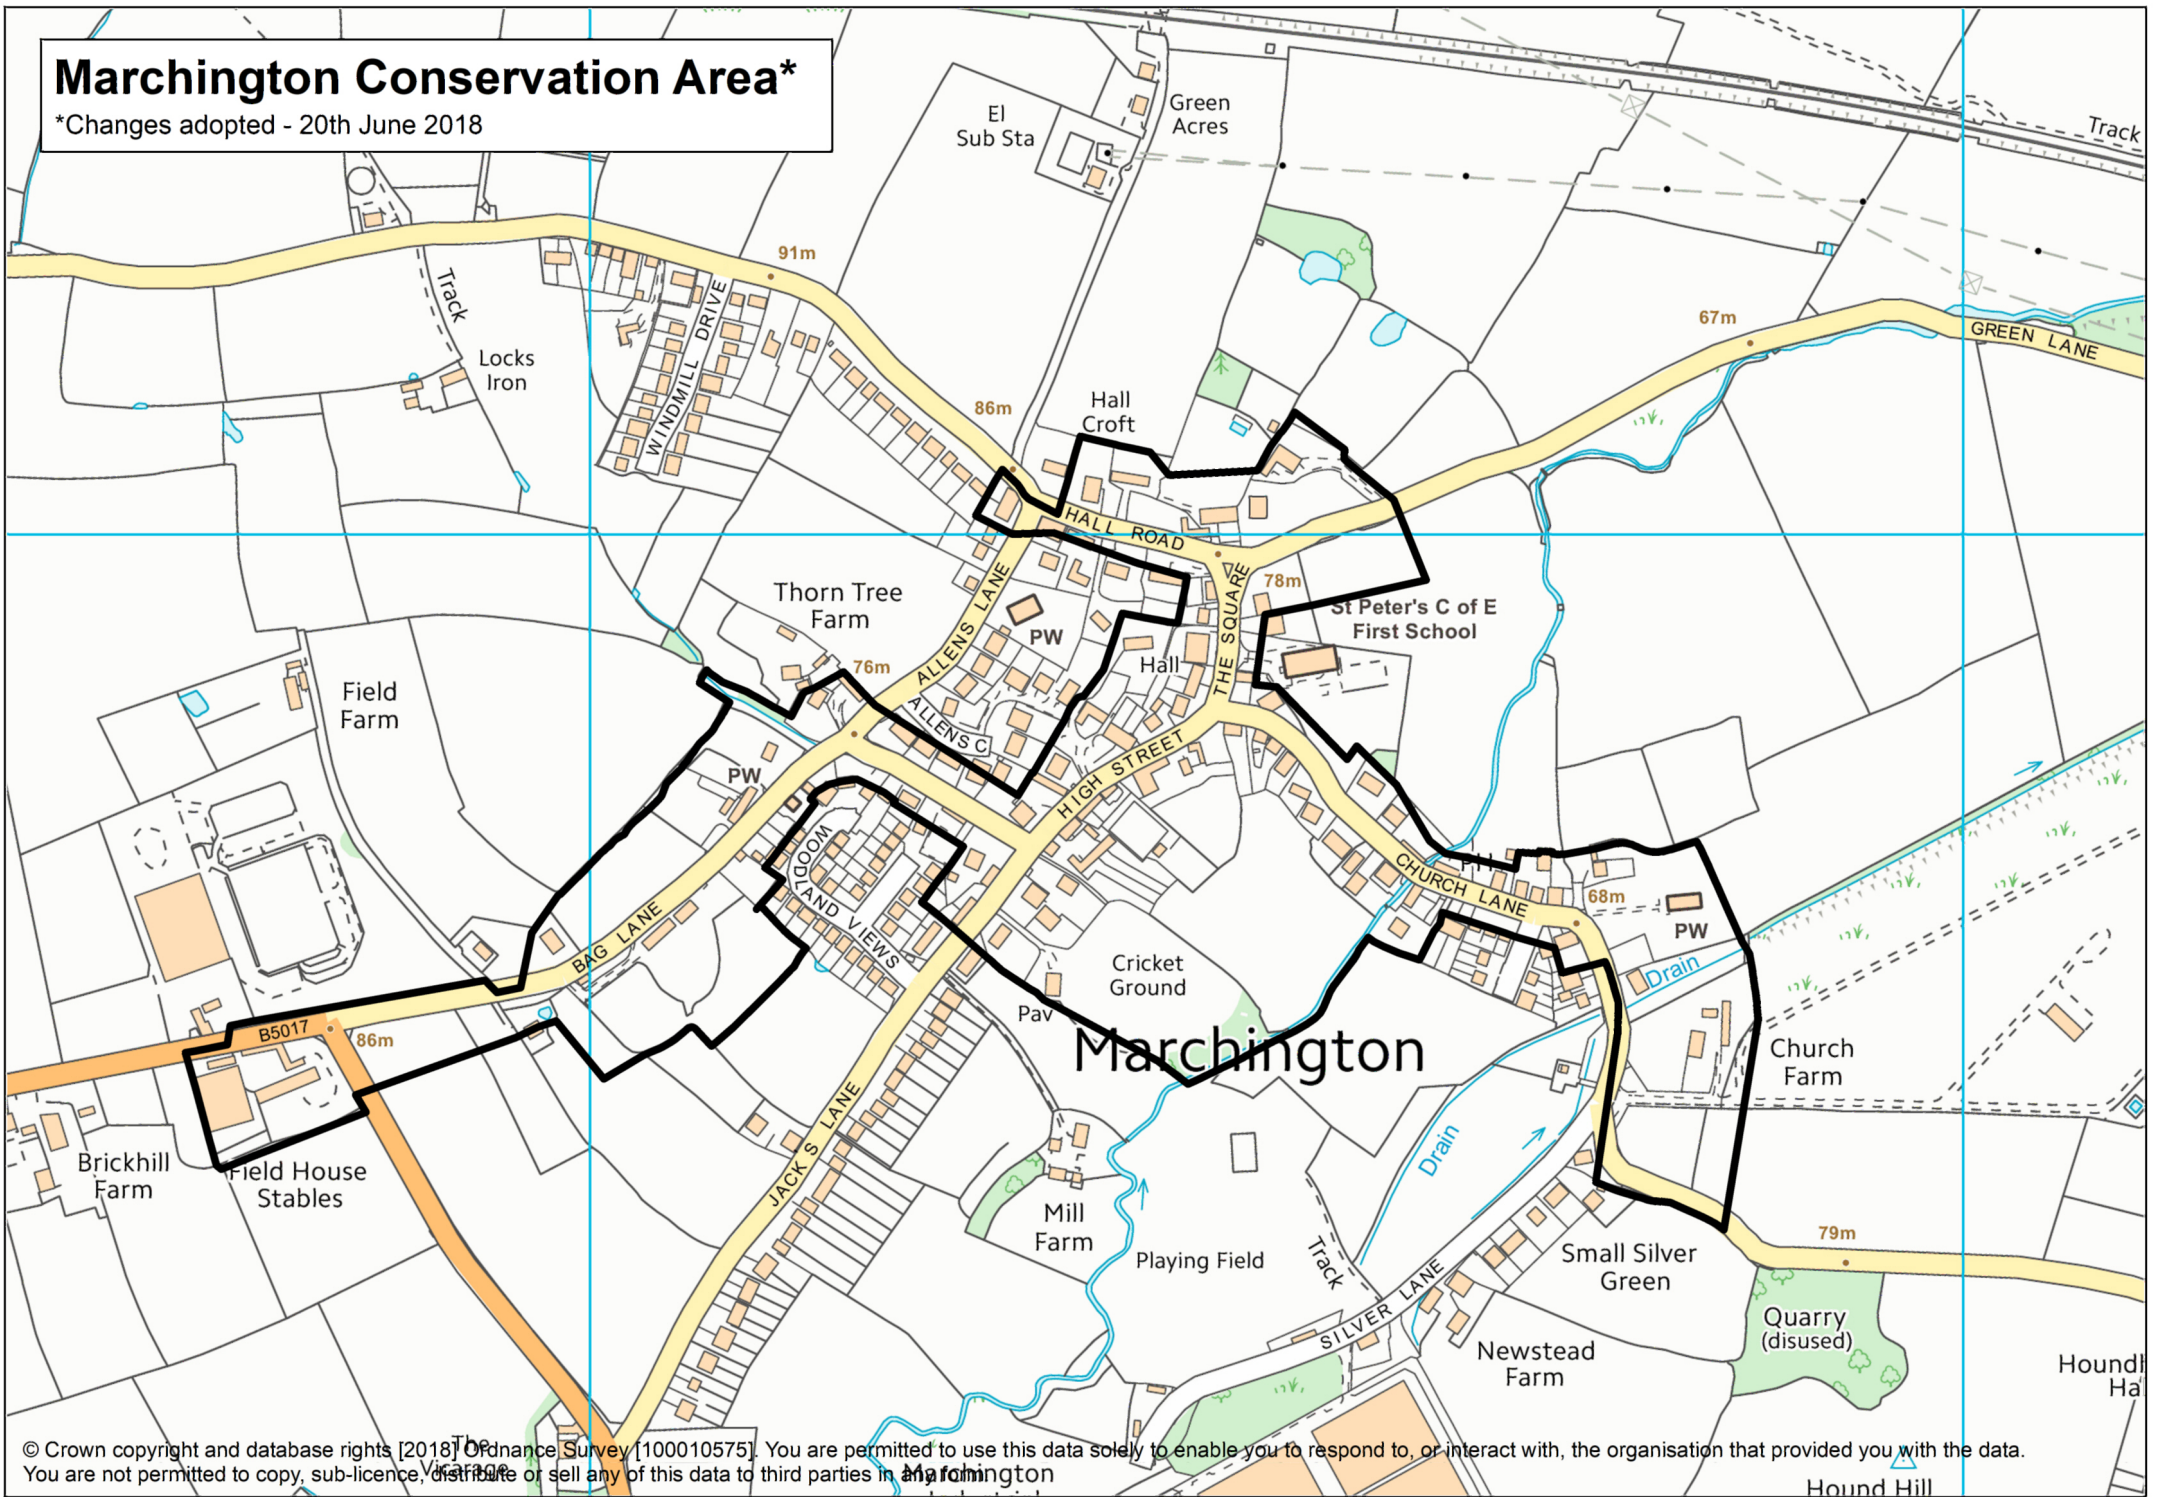 Marchington Conservation Area*
*Changes adopted - 20th June 2018
El
Sub Sta
Green
Acres
Track
91m
67m
GREEN LANE
Track
Locks
Iron
WINDMILL DRIVE
86m
Hall
Croft
HALL ROAD
78m
THE SQUARE
St Peter's C of E
First School
Thorn Tree
Farm
ALLENS LANE
PW
Hall
76m
ALLENS C
HIGH STREET
Field
Farm
PW
WOODLAND VIEWS
CHURCH LANE
PH
68m
PW
Drain
BAG LANE
Cricket
Ground
Pav
Marchington
B5017
86m
Church
Farm
Brickhill
Farm
Field House
Stables
JACKS LANE
Drain
Mill
Farm
Playing Field
Track
SILVER LANE
Small Silver
Green
79m
Quarry
(disused)
Newstead
Farm
Houndh
Ha
The
Vicarage
© Crown copyright and database rights [2018] Ordnance Survey [100010575]. You are permitted to use this data solely to enable you to respond to, or interact with, the organisation that provided you with the data.
You are not permitted to copy, sub-licence, distribute or sell any of this data to third parties in any form.
Marchington
Hound Hill